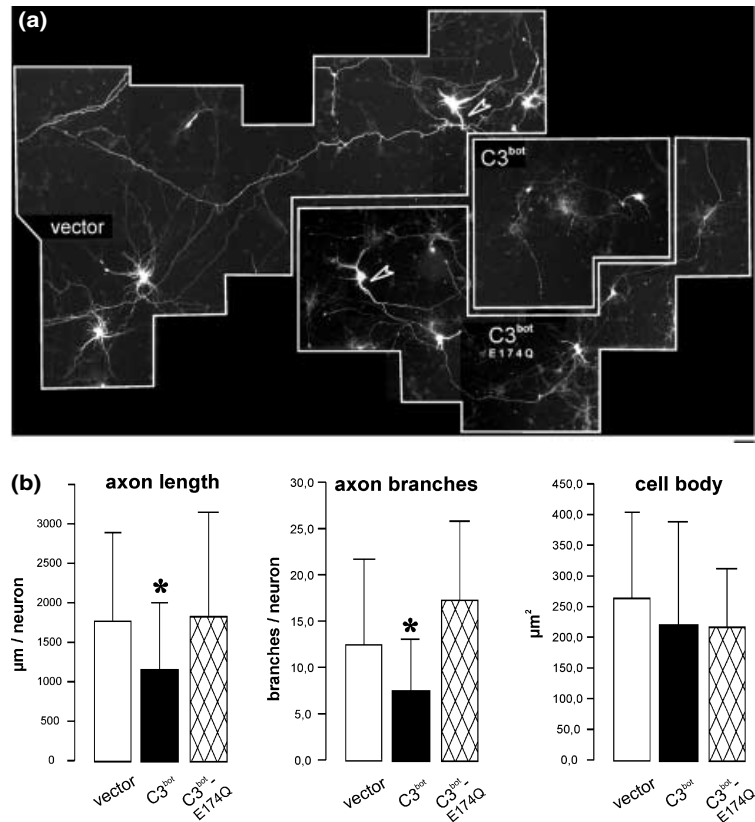 (a)
vector
C3bot
C3bot
E174Q
(b)
axon length
µm / neuron
3000
2500
2000
1500
1000
500
0
*
vector
C3bot
C3bot-
E174Q
axon branches
branches / neuron
30,0
25,0
20,0
15,0
10,0
5,0
0,0
*
vector
C3bot
C3bot-
E174Q
cell body
µm2
450,0
400,0
350,0
300,0
250,0
200,0
150,0
100,0
50,0
0,0
vector
C3bot
C3bot-
E174Q